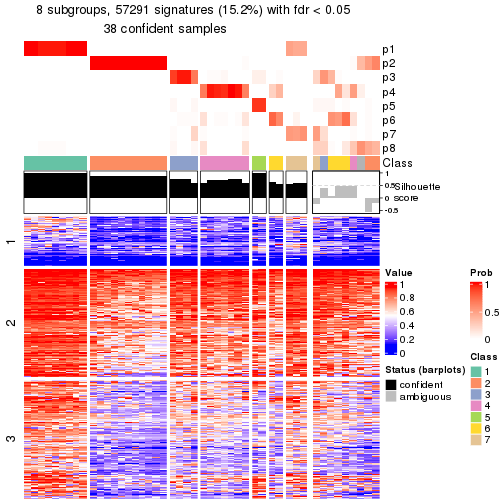 8 subgroups, 57291 signatures (15.2%) with fdr < 0.05
38 confident samples
p1
p2
p3
p4
p5
p6
p7
p8
Class
1
0.5
0
-0.5
Silhouette
score
1
2
3
Value
1
0.8
0.6
0.4
0.2
0
Prob
1
0.5
0
Status (barplots)
confident
ambiguous
Class
1
2
3
4
5
6
7